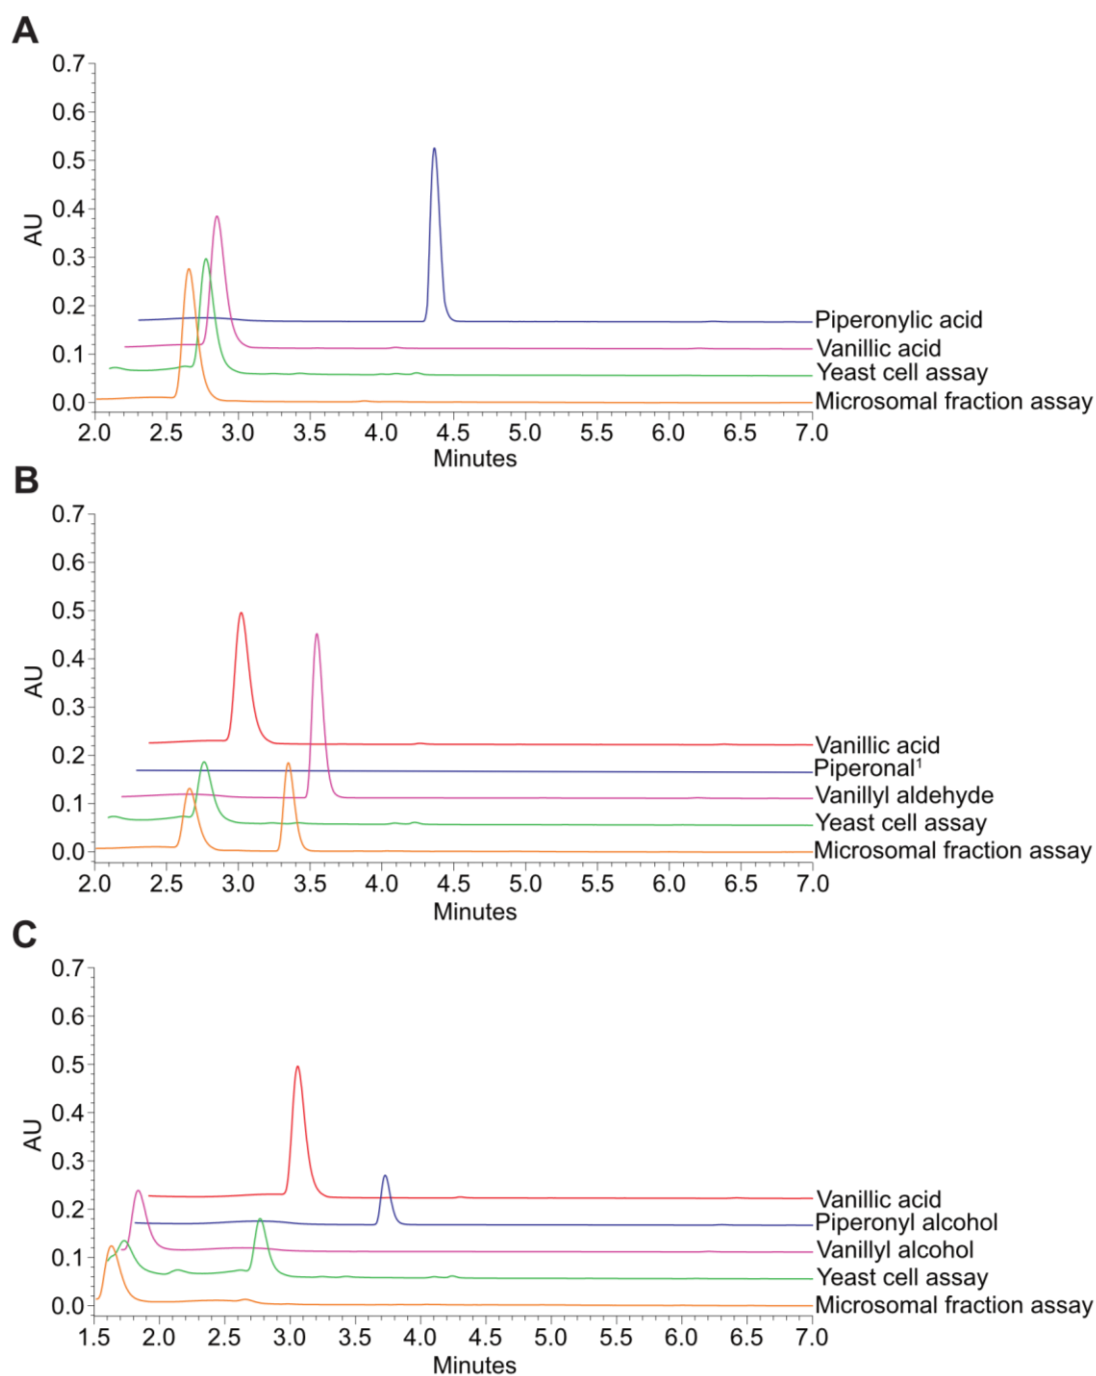 A
0.7
0.6
0.5
0.4
0.3
0.2
0.1
0.0
AU
Piperonylic acid
Vanillic acid
Yeast cell assay
Microsomal fraction assay
2.0 2.5 3.0 3.5 4.0 4.5 5.0 5.5 6.0 6.5 7.0
Minutes
B
0.7
0.6
0.5
0.4
0.3
0.2
0.1
0.0
AU
Vanillic acid
Piperonal¹
Vanillyl aldehyde
Yeast cell assay
Microsomal fraction assay
2.0 2.5 3.0 3.5 4.0 4.5 5.0 5.5 6.0 6.5 7.0
Minutes
C
0.7
0.6
0.5
0.4
0.3
0.2
0.1
0.0
AU
Vanillic acid
Piperonyl alcohol
Vanillyl alcohol
Yeast cell assay
Microsomal fraction assay
1.5 2.0 2.5 3.0 3.5 4.0 4.5 5.0 5.5 6.0 6.5 7.0
Minutes